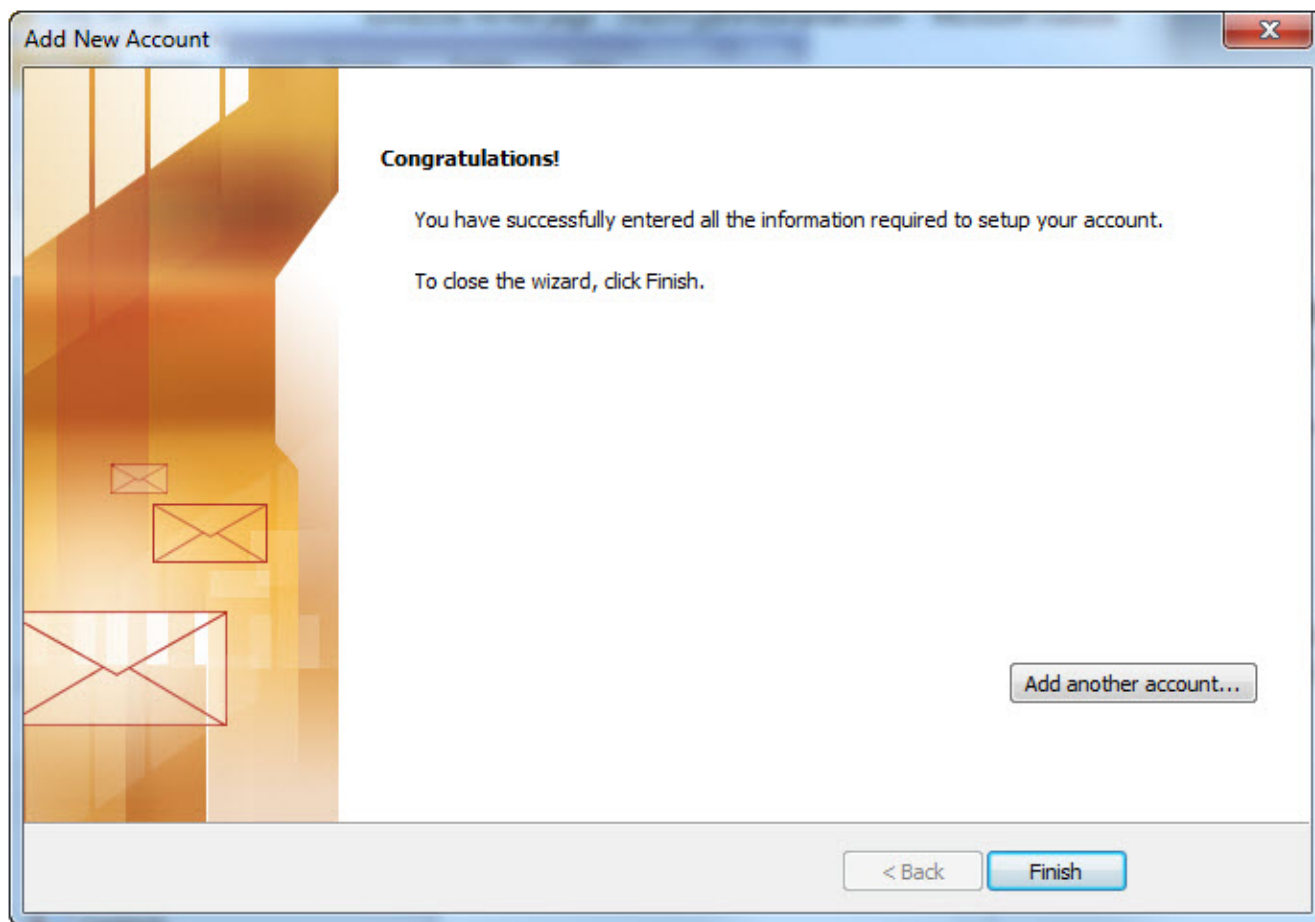 Add New Account
Congratulations!
You have successfully entered all the information required to setup your account.
To close the wizard, click Finish.
Add another account...
< Back
Finish